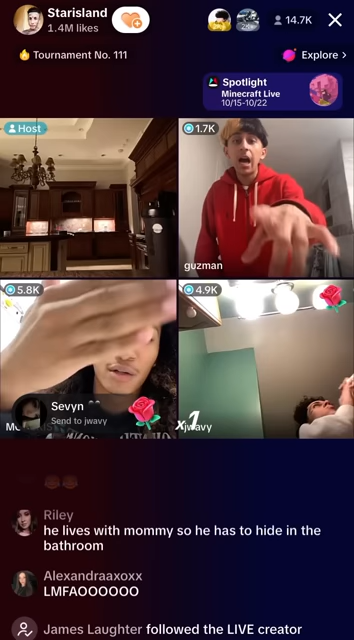 Starisland
1.4M likes
14.7K
Tournament No. 111
Explore >
Spotlight
Minecraft Live
10/15-10/22
Host
1.7K
guzman
5.8K
4.9K
Sevyn
Send to jwavy
x1
jwavy
Riley
he lives with mommy so he has to hide in the
bathroom
Alexandraaxoxx
LMFAOOOOOO
James Laughter followed the LIVE creator